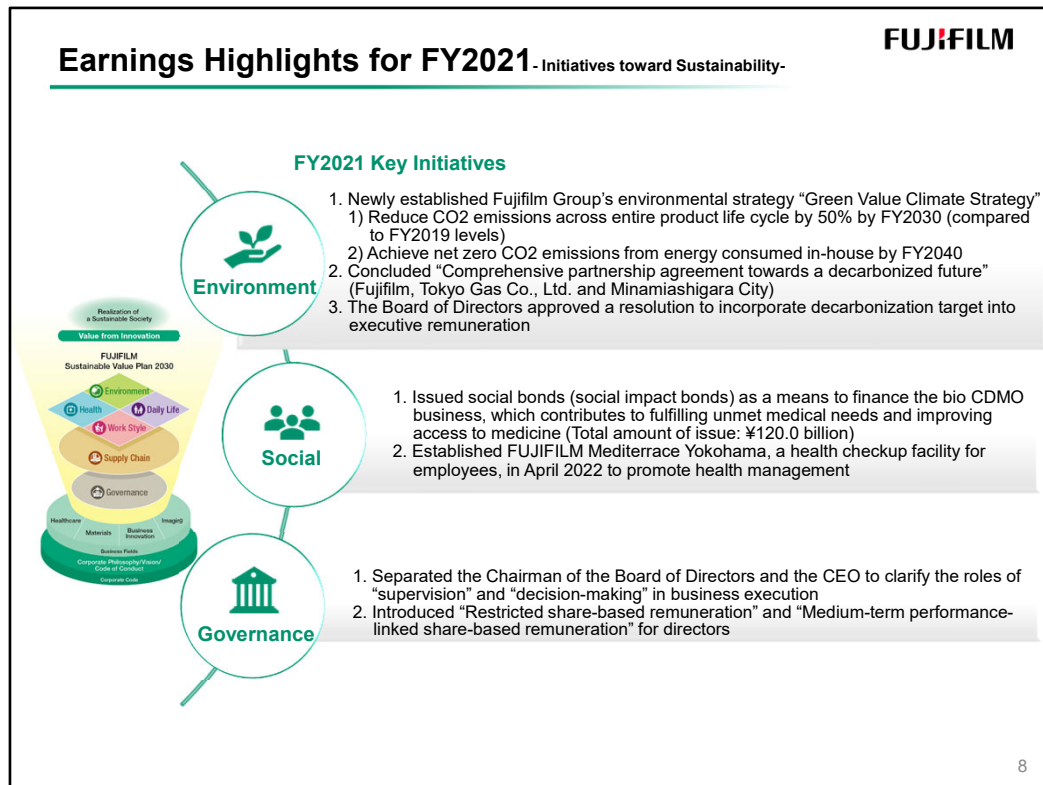 Earnings Highlights for FY2021 - Initiatives toward Sustainability-
FUJIFILM
FY2021 Key Initiatives
Environment
1. Newly established Fujifilm Group’s environmental strategy “Green Value Climate Strategy”
1) Reduce CO2 emissions across entire product life cycle by 50% by FY2030 (compared
to FY2019 levels)
2) Achieve net zero CO2 emissions from energy consumed in-house by FY2040
2. Concluded “Comprehensive partnership agreement towards a decarbonized future”
(Fujifilm, Tokyo Gas Co., Ltd. and Minamiashigara City)
3. The Board of Directors approved a resolution to incorporate decarbonization target into
executive remuneration
Realization of
a Sustainable Society
Value from Innovation
FUJIFILM
Sustainable Value Plan 2030
Environment
Health
Daily Life
Work Style
Supply Chain
Governance
Healthcare
Materials
Business
Innovation
Imaging
Business Fields
Corporate Philosophy/Vision/
Code of Conduct
Corporate Code
Social
1. Issued social bonds (social impact bonds) as a means to finance the bio CDMO
business, which contributes to fulfilling unmet medical needs and improving
access to medicine (Total amount of issue: ¥120.0 billion)
2. Established FUJIFILM Mediterrace Yokohama, a health checkup facility for
employees, in April 2022 to promote health management
Governance
1. Separated the Chairman of the Board of Directors and the CEO to clarify the roles of
“supervision” and “decision-making” in business execution
2. Introduced “Restricted share-based remuneration” and “Medium-term performance-
linked share-based remuneration” for directors
8